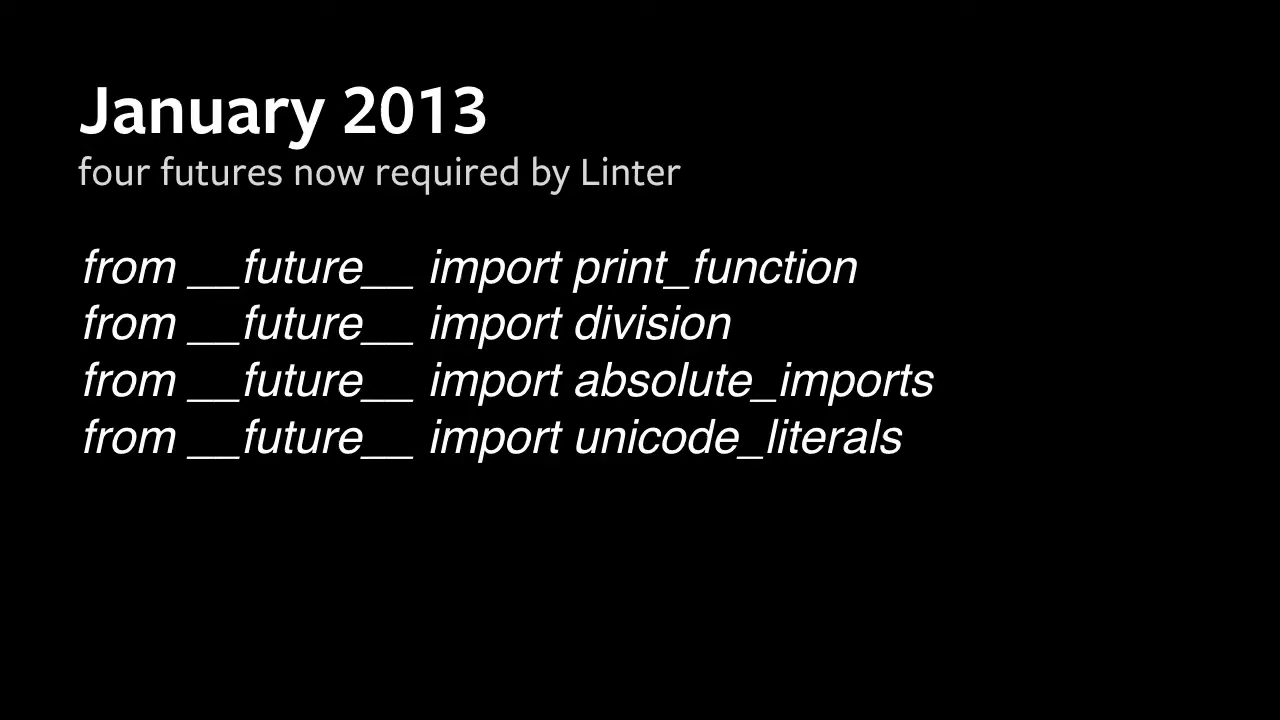 January 2013
four futures now required by Linter
from __future__ import print_function
from __future__ import division
from __future__ import absolute_imports
from __future__ import unicode_literals